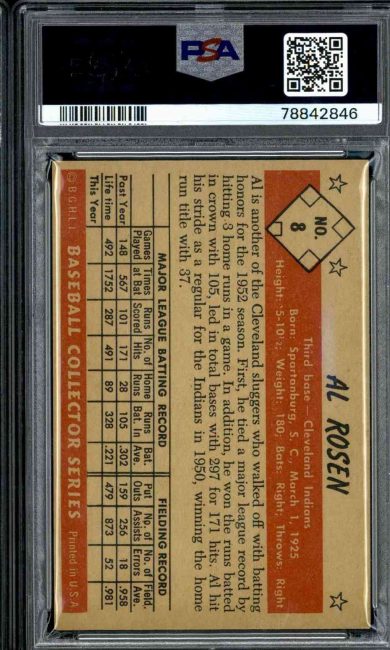 PSA
78842846
NO.
8
AL ROSEN
Third base—Cleveland Indians
Born: Spartanburg, S. C., March 1, 1925
Height: 5-10½; Weight: 180; Bats: Right; Throws: Right
Al is another of the Cleveland sluggers who walked off with batting
honors for the 1952 season. First, he tied a major league record by
hitting 3 home runs in a game. In addition, he won the runs batted
in crown with 105, led in total bases with 297 for 171 hits. Al hit
his stride as a regular for the Indians in 1950, winning the home
run title with 37.
MAJOR LEAGUE BATTING RECORD FIELDING RECORD
Games Times Runs No. of Home Runs Bat. Put No. of No. of Field.
Played at Bat Scored Hits Runs Bat. In Ave. Outs Assists Errors Ave.
Past Year 148 567 101 171 28 105 .302 159 256 18 .958
Life time 492 1752 287 491 89 328 .221 479 873 52 .981
This Year
© B.G.H.L.I. BASEBALL COLLECTOR SERIES Printed in U.S.A